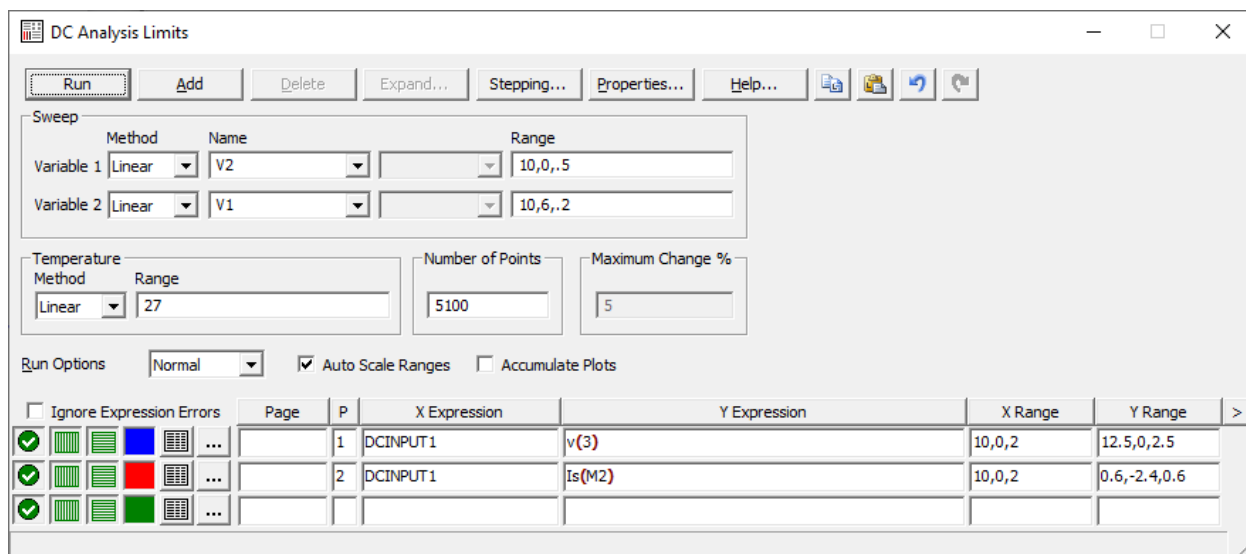 DC Analysis Limits
Run Add Delete Expand... Stepping... Properties... Help...
Sweep
Method Name Range
Variable 1 Linear V2 10,0,.5
Variable 2 Linear V1 10,6,.2
Temperature Number of Points Maximum Change %
Method Range
Linear 27 5100 5
Run Options Normal Auto Scale Ranges Accumulate Plots
Ignore Expression Errors Page P X Expression Y Expression X Range Y Range >
... 1 DCINPUT1 v(3) 10,0,2 12.5,0,2.5
... 2 DCINPUT1 Is(M2) 10,0,2 0.6,-2.4,0.6
...